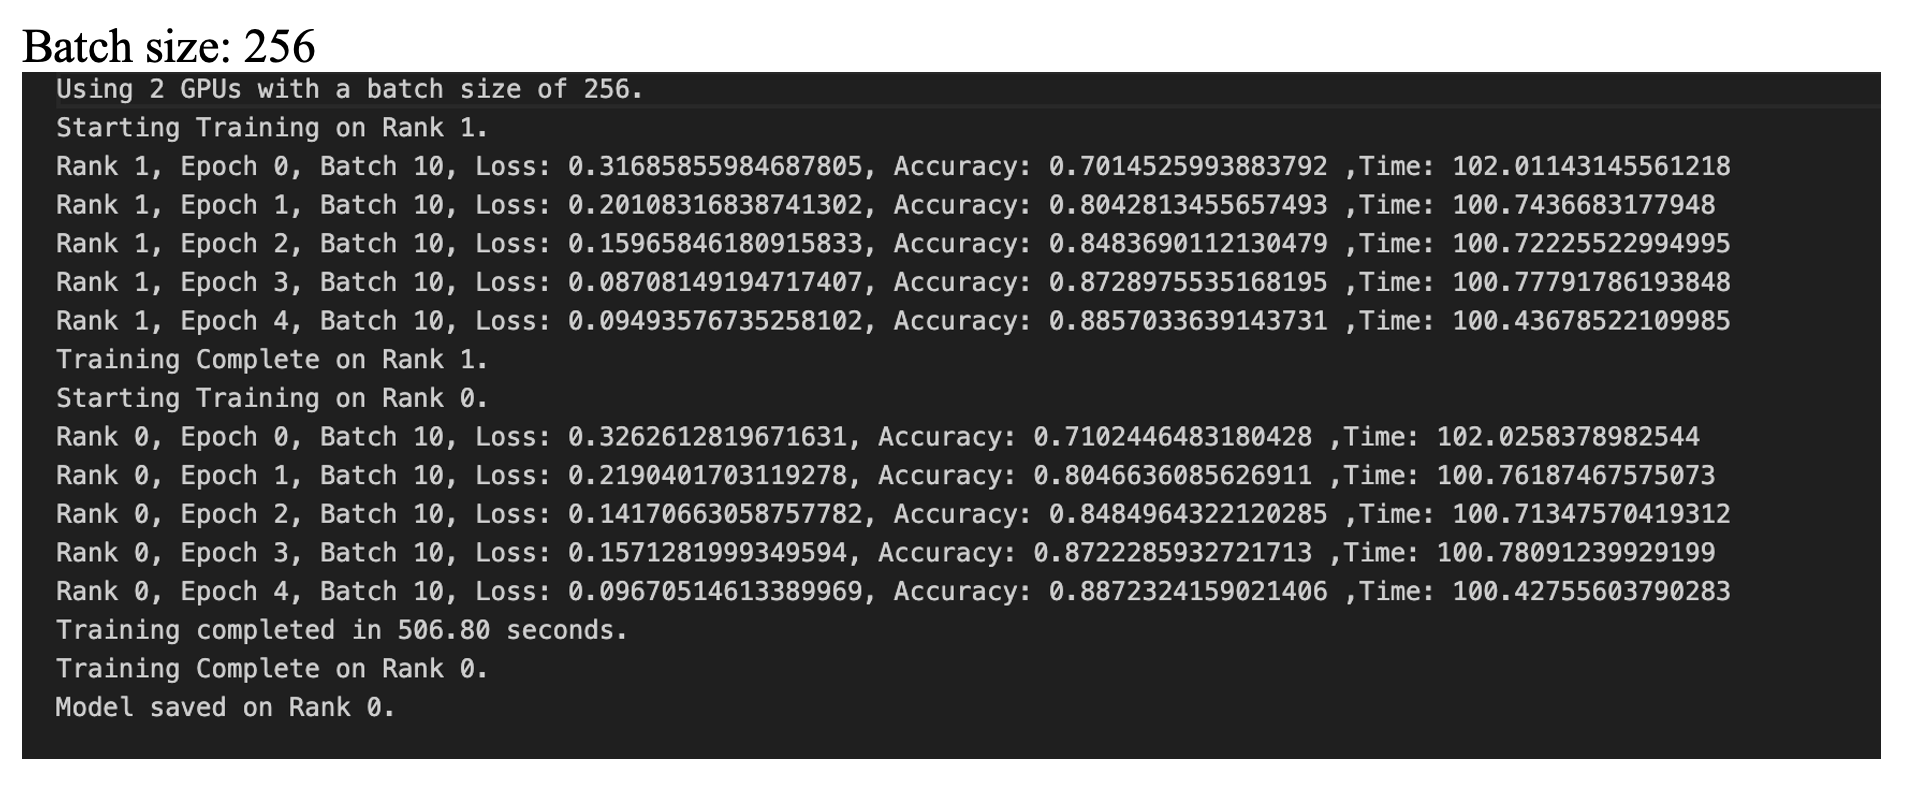 Batch size: 256
Using 2 GPUs with a batch size of 256.
Starting Training on Rank 1.
Rank 1, Epoch 0, Batch 10, Loss: 0.31685855984687805, Accuracy: 0.7014525993883792 ,Time: 102.01143145561218
Rank 1, Epoch 1, Batch 10, Loss: 0.20108316838741302, Accuracy: 0.8042813455657493 ,Time: 100.7436683177948
Rank 1, Epoch 2, Batch 10, Loss: 0.15965846180915833, Accuracy: 0.8483690112130479 ,Time: 100.72225522994995
Rank 1, Epoch 3, Batch 10, Loss: 0.08708149194717407, Accuracy: 0.8728975535168195 ,Time: 100.77791786193848
Rank 1, Epoch 4, Batch 10, Loss: 0.09493576735258102, Accuracy: 0.8857033639143731 ,Time: 100.43678522109985
Training Complete on Rank 1.
Starting Training on Rank 0.
Rank 0, Epoch 0, Batch 10, Loss: 0.3262612819671631, Accuracy: 0.7102446483180428 ,Time: 102.0258378982544
Rank 0, Epoch 1, Batch 10, Loss: 0.2190401703119278, Accuracy: 0.8046636085626911 ,Time: 100.76187467575073
Rank 0, Epoch 2, Batch 10, Loss: 0.14170663058757782, Accuracy: 0.8484964322120285 ,Time: 100.71347570419312
Rank 0, Epoch 3, Batch 10, Loss: 0.1571281999349594, Accuracy: 0.8722285932721713 ,Time: 100.78091239929199
Rank 0, Epoch 4, Batch 10, Loss: 0.09670514613389969, Accuracy: 0.8872324159021406 ,Time: 100.42755603790283
Training completed in 506.80 seconds.
Training Complete on Rank 0.
Model saved on Rank 0.